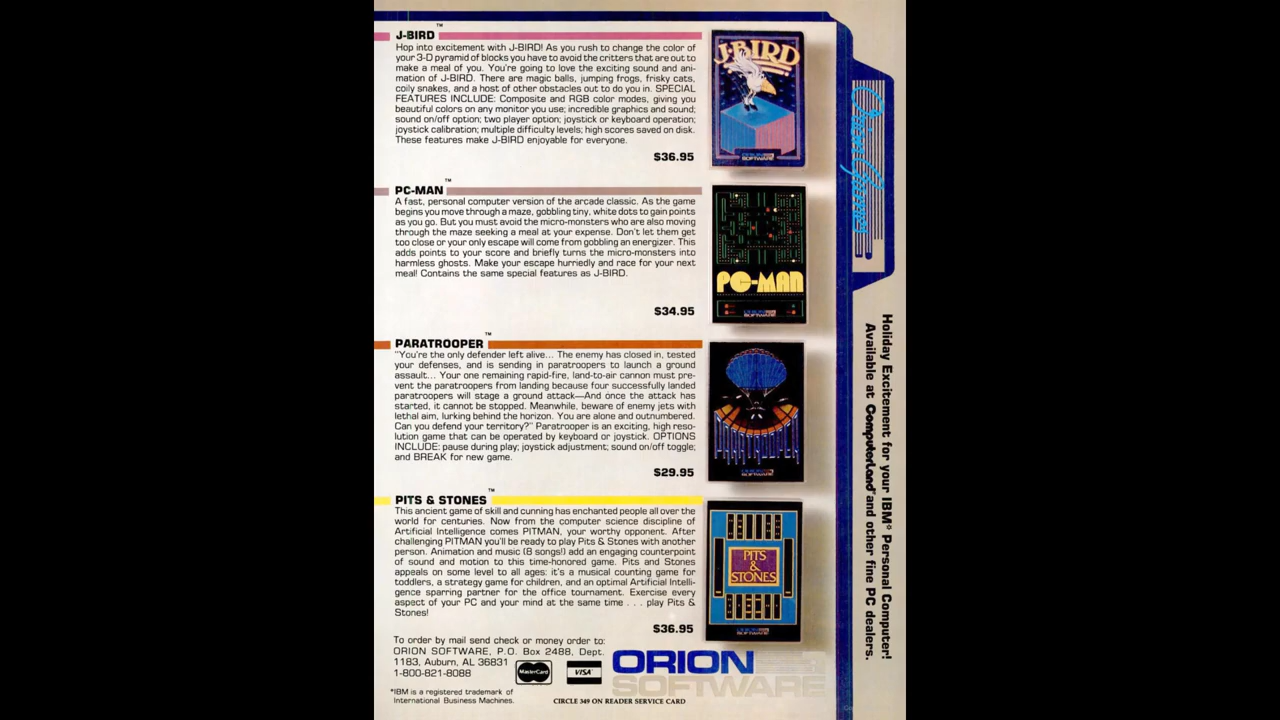 J-BIRD™
Hop into excitement with J-BIRD! As you rush to change the color of
your 3-D pyramid of blocks you have to avoid the critters that are out to
make a meal of you. You're going to love the exciting sound and ani-
mation of J-BIRD. There are magic balls, jumping frogs, frisky cats,
coily snakes, and a host of other obstacles out to do you in. SPECIAL
FEATURES INCLUDE: Composite and RGB color modes, giving you
beautiful colors on any monitor you use; incredible graphics and sound;
sound on/off option; two player option; joystick or keyboard operation;
joystick calibration; multiple difficulty levels; high scores saved on disk.
These features make J-BIRD enjoyable for everyone.
$36.95
J-BIRD
ORION
SOFTWARE
PC-MAN™
A fast, personal computer version of the arcade classic. As the game
begins you move through a maze, gobbling tiny, white dots to gain points
as you go. But you must avoid the micro-monsters who are also moving
through the maze seeking a meal at your expense. Don't let them get
too close or your only escape will come from gobbling an energizer. This
adds points to your score and briefly turns the micro-monsters into
harmless ghosts. Make your escape hurriedly and race for your next
meal! Contains the same special features as J-BIRD.
$34.95
PC-MAN
ORION
SOFTWARE
PARATROOPER™
"You're the only defender left alive... The enemy has closed in, tested
your defenses, and is sending in paratroopers to launch a ground
assault... Your one remaining rapid-fire, land-to-air cannon must pre-
vent the paratroopers from landing because four successfully landed
paratroopers will stage a ground attack—And once the attack has
started, it cannot be stopped. Meanwhile, beware of enemy jets with
lethal aim, lurking behind the horizon. You are alone and outnumbered.
Can you defend your territory?" Paratrooper is an exciting, high reso-
lution game that can be operated by keyboard or joystick. OPTIONS
INCLUDE: pause during play; joystick adjustment; sound on/off toggle;
and BREAK for new game.
$29.95
PARATROOPER
ORION
SOFTWARE
PITS & STONES™
This ancient game of skill and cunning has enchanted people all over the
world for centuries. Now from the computer science discipline of
Artificial Intelligence comes PITMAN, your worthy opponent. After
challenging PITMAN you'll be ready to play Pits & Stones with another
person. Animation and music (8 songs!) add an engaging counterpoint
of sound and motion to this time-honored game. Pits and Stones
appeals on some level to all ages: it's a musical counting game for
toddlers, a strategy game for children, and an optimal Artificial Intelli-
gence sparring partner for the office tournament. Exercise every
aspect of your PC and your mind at the same time . . . play Pits &
Stones!
$36.95
PITS
&
STONES
ORION
SOFTWARE
To order by mail send check or money order to:
ORION SOFTWARE, P.O. Box 2488, Dept.
1183, Auburn, AL 36831
1-800-821-8088
MasterCard
VISA
ORION
SOFTWARE
*IBM is a registered trademark of
International Business Machines.
CIRCLE 349 ON READER SERVICE CARD
Orion Games
Holiday Excitement for your IBM* Personal Computer!
Available at ComputerLand® and other fine PC dealers.